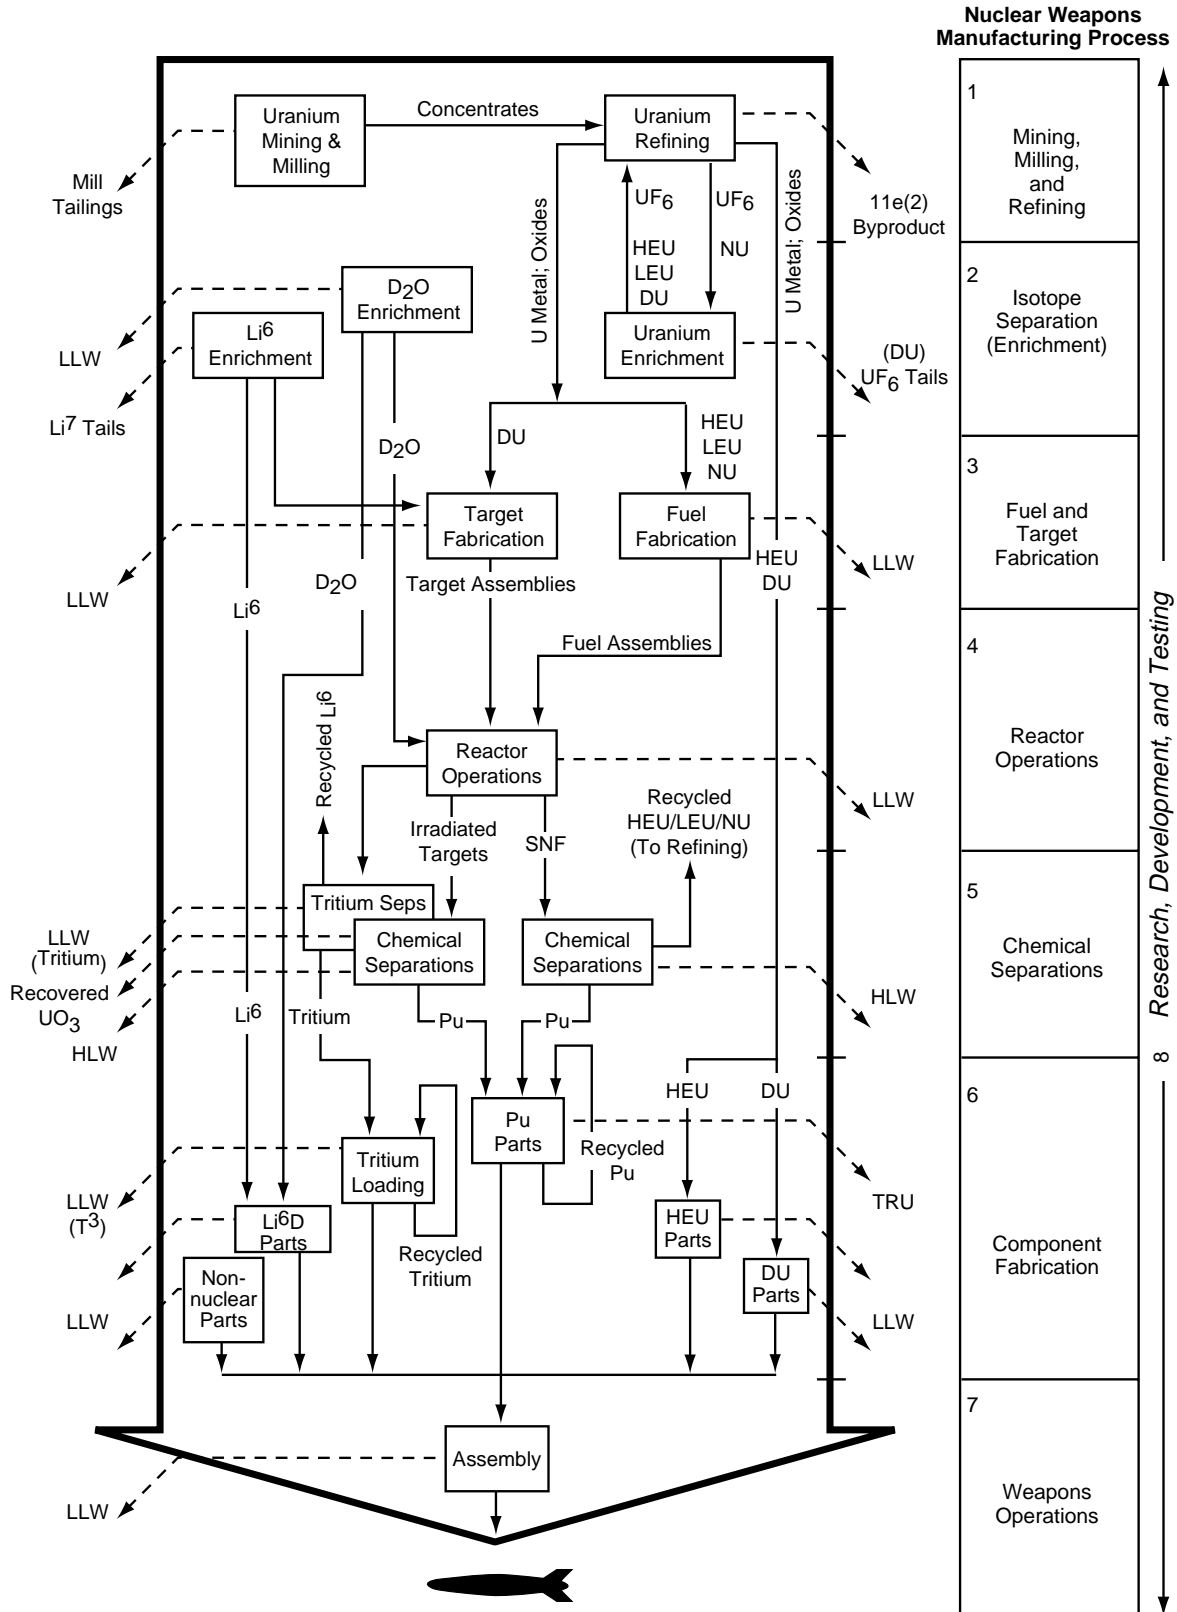 Nuclear Weapons
Manufacturing Process
Uranium
Mining &
Milling
Concentrates
Uranium
Refining
Mill
Tailings
11e(2)
Byproduct
1
Mining,
Milling,
and
Refining
U Metal; Oxides
UF6
HEU
LEU
DU
UF6
NU
U Metal; Oxides
D2O
Enrichment
Li6
Enrichment
Uranium
Enrichment
LLW
Li7 Tails
(DU)
UF6 Tails
2
Isotope
Separation
(Enrichment)
D2O
DU
HEU
LEU
NU
Target
Fabrication
Fuel
Fabrication
LLW
HEU
DU
LLW
3
Fuel and
Target
Fabrication
Li6
D2O
Target Assemblies
Fuel Assemblies
Recycled Li6
Reactor
Operations
LLW
4
Reactor
Operations
Irradiated
Targets
SNF
Recycled
HEU/LEU/NU
(To Refining)
Tritium Seps
Chemical
Separations
Chemical
Separations
LLW
(Tritium)
Recovered
UO3
HLW
HLW
5
Chemical
Separations
Li6
Tritium
Pu
Pu
HEU
DU
Pu
Parts
Recycled
Pu
Tritium
Loading
Recycled
Tritium
LLW
(T3)
TRU
Li6D
Parts
HEU
Parts
Non-
nuclear
Parts
DU
Parts
LLW
LLW
6
Component
Fabrication
Assembly
LLW
7
Weapons
Operations
8 Research, Development, and Testing